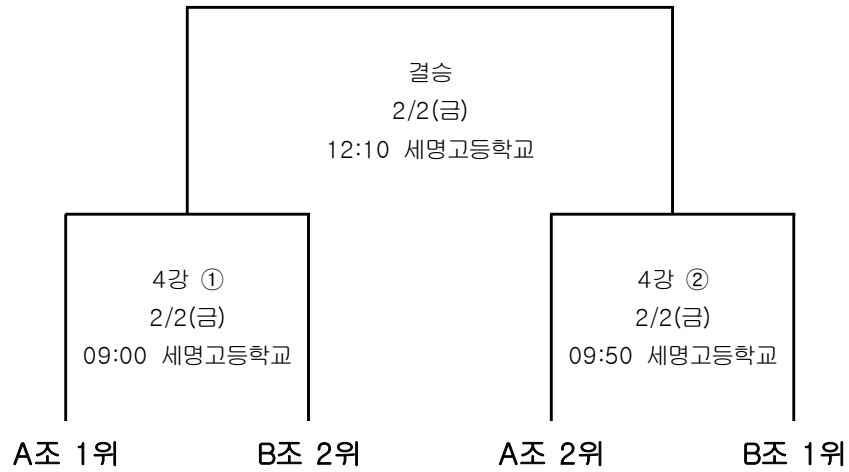 결승
2/2(금)
12:10 세명고등학교
4강 ①
2/2(금)
09:00 세명고등학교
4강 ②
2/2(금)
09:50 세명고등학교
A조 1위
B조 2위
A조 2위
B조 1위